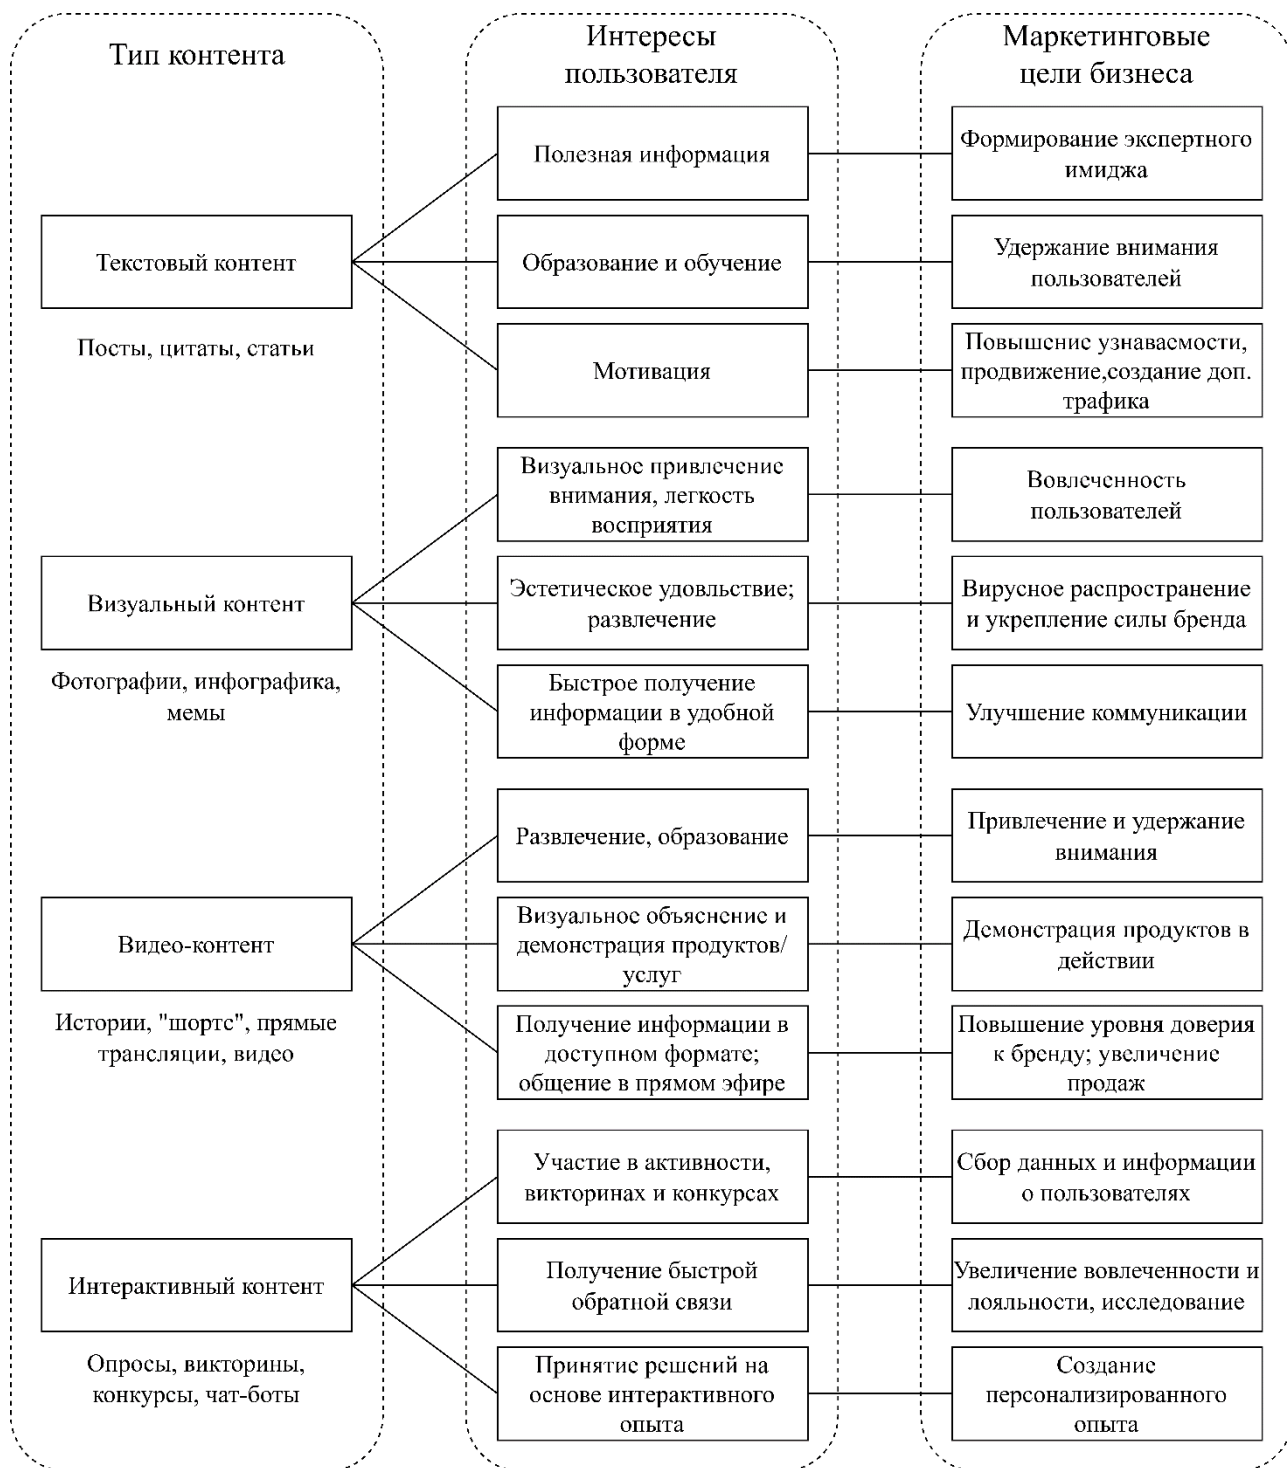 Тип контента
Интересы
пользователя
Маркетинговые
цели бизнеса
Текстовый контент
Посты, цитаты, статьи
Полезная информация
Формирование экспертного
имиджа
Образование и обучение
Удержание внимания
пользователей
Мотивация
Повышение узнаваемости,
продвижение,создание доп.
трафика
Визуальный контент
Фотографии, инфографика,
мемы
Визуальное привлечение
внимания, легкость
восприятия
Вовлеченность
пользователей
Эстетическое удовльствие;
развлечение
Вирусное распространение
и укрепление силы бренда
Быстрое получение
информации в удобной
форме
Улучшение коммуникации
Видео-контент
Истории, "шортс", прямые
трансляции, видео
Развлечение, образование
Привлечение и удержание
внимания
Визуальное объяснение и
демонстрация продуктов/
услуг
Демонстрация продуктов в
действии
Получение информации в
доступном формате;
общение в прямом эфире
Повышение уровня доверия
к бренду; увеличение
продаж
Интерактивный контент
Опросы, викторины,
конкурсы, чат-боты
Участие в активности,
викторинах и конкурсах
Сбор данных и информации
о пользователях
Получение быстрой
обратной связи
Увеличение вовлеченности и
лояльности, исследование
Принятие решений на
основе интерактивного
опыта
Создание
персонализированного
опыта